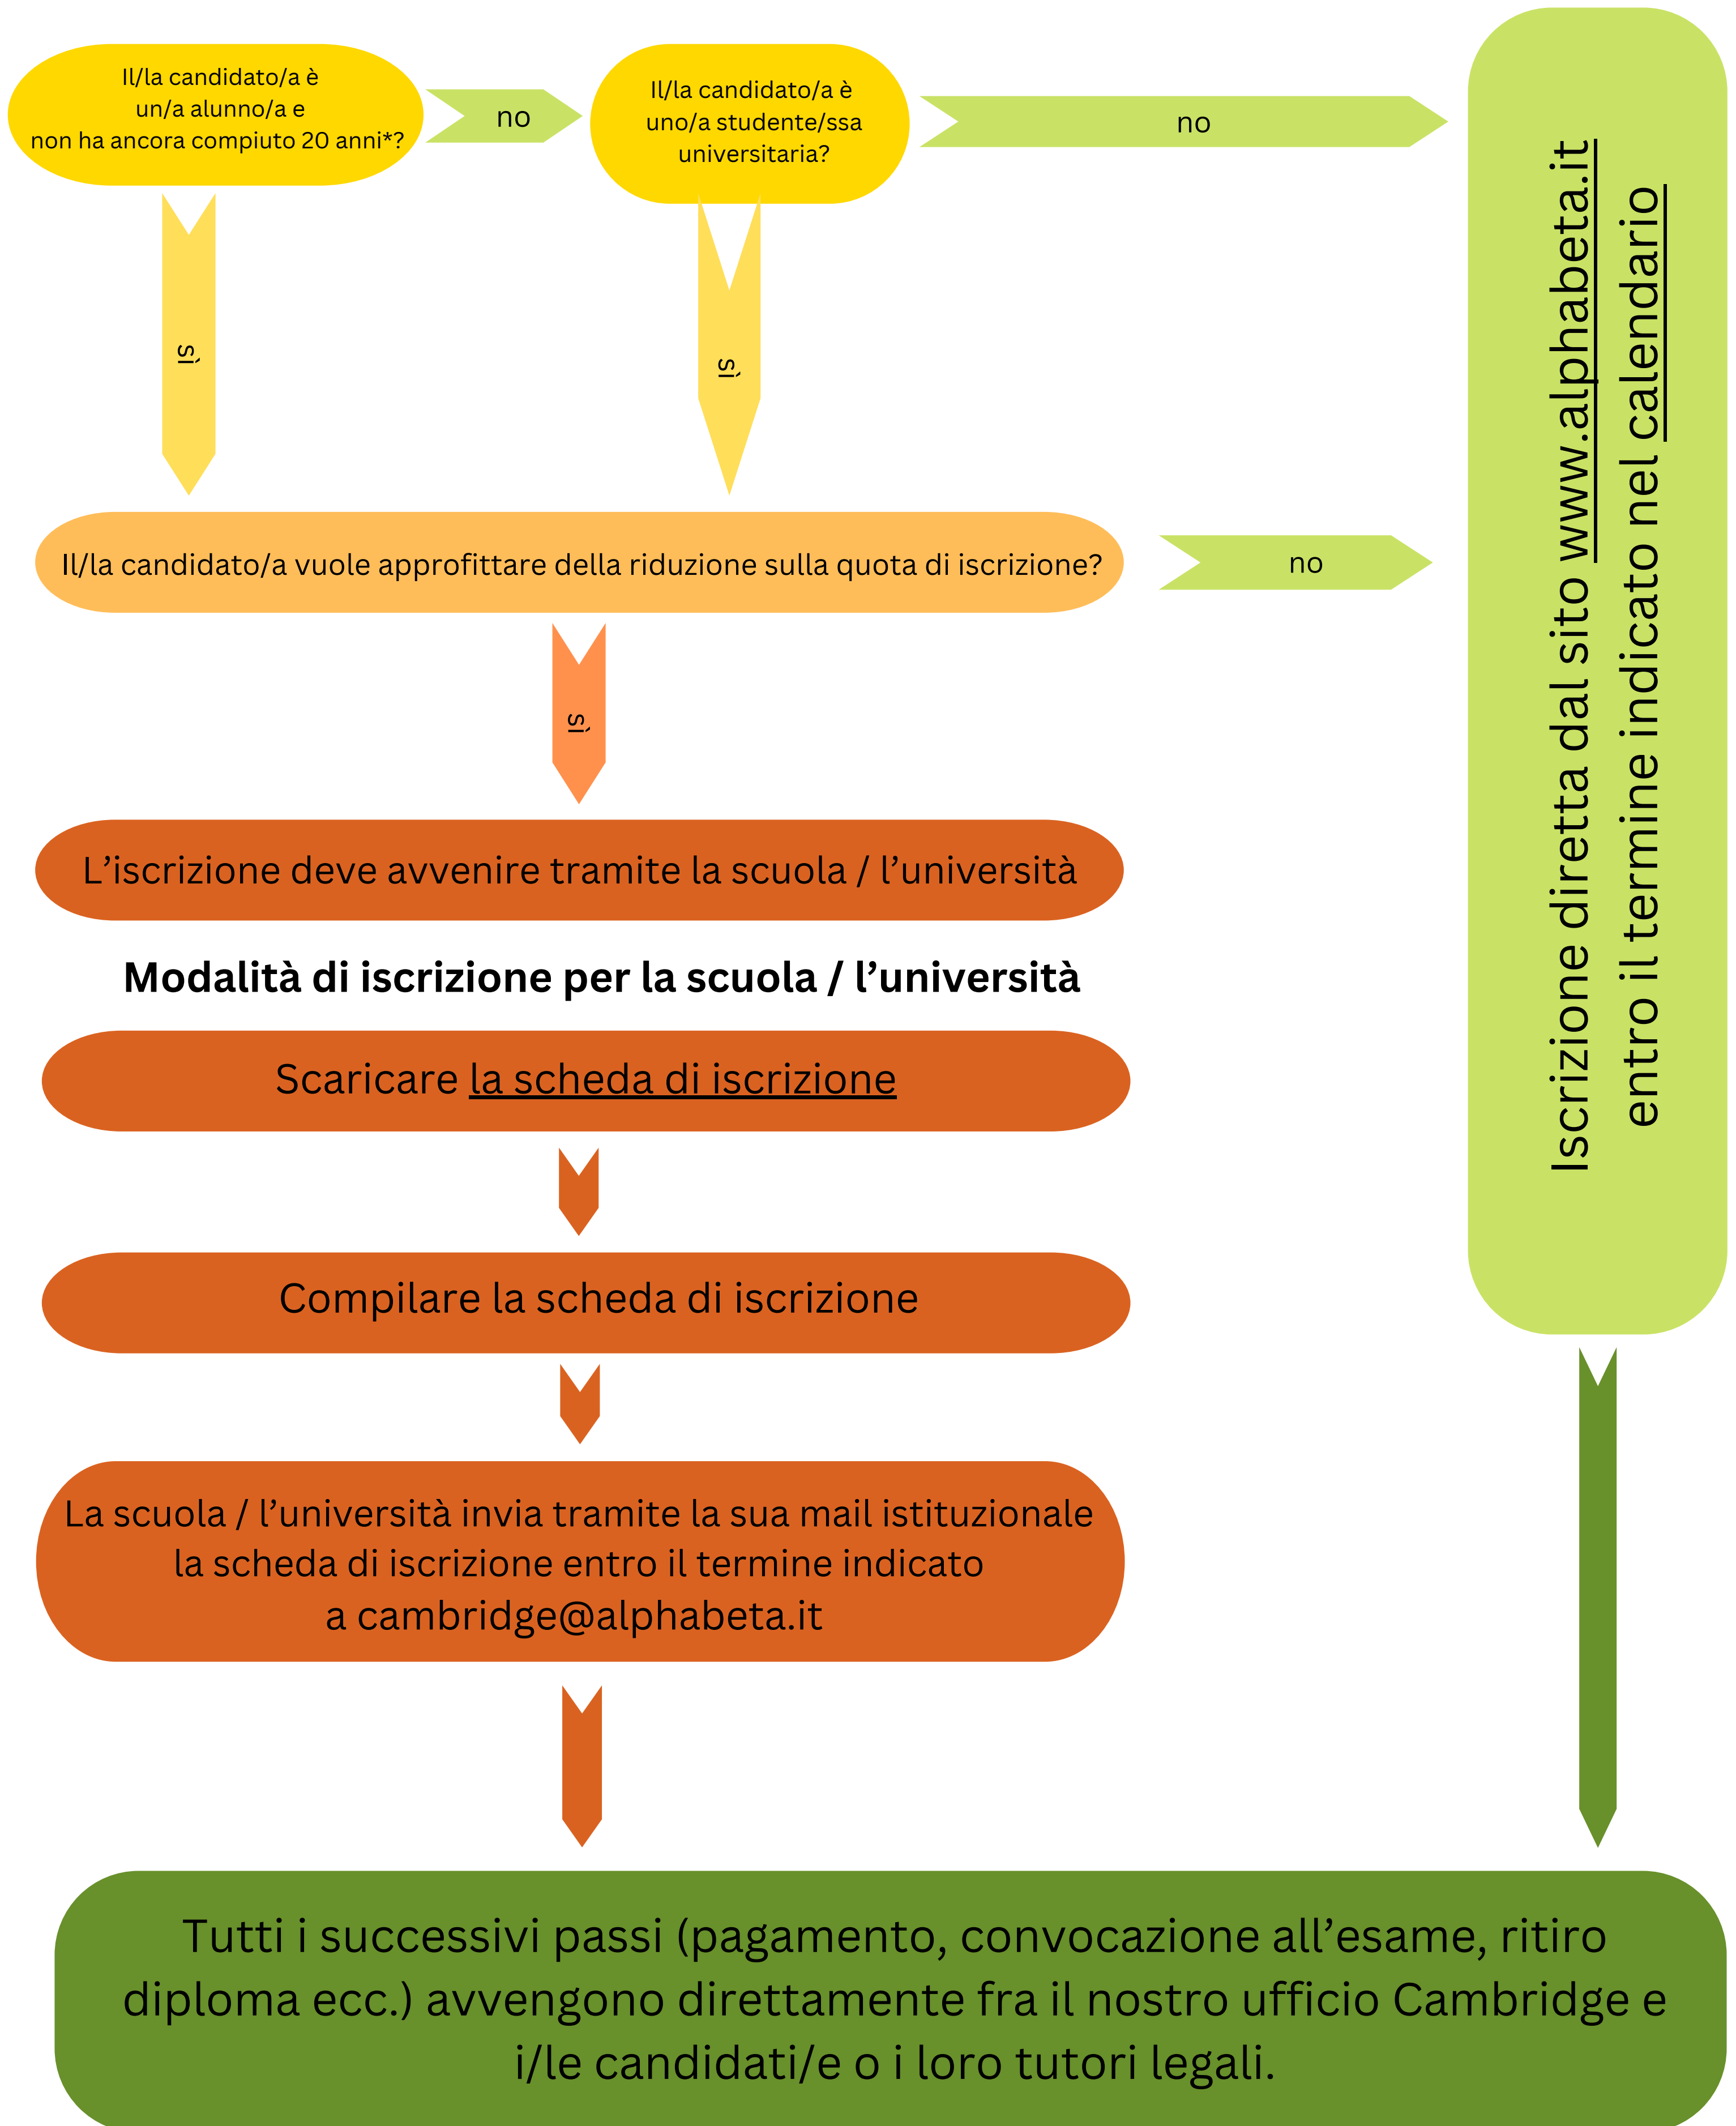 Il/la candidato/a è
un/a alunno/a e
non ha ancora compiuto 20 anni*?
no
Il/la candidato/a è
uno/a studente/ssa
universitaria?
no
sì
sì
Il/la candidato/a vuole approfittare della riduzione sulla quota di iscrizione?
no
sì
L’iscrizione deve avvenire tramite la scuola / l’università
Modalità di iscrizione per la scuola / l’università
Scaricare la scheda di iscrizione
Compilare la scheda di iscrizione
La scuola / l’università invia tramite la sua mail istituzionale
la scheda di iscrizione entro il termine indicato
a cambridge@alphabeta.it
Iscrizione diretta dal sito www.alphabeta.it
entro il termine indicato nel calendario
Tutti i successivi passi (pagamento, convocazione all’esame, ritiro
diploma ecc.) avvengono direttamente fra il nostro ufficio Cambridge e
i/le candidati/e o i loro tutori legali.